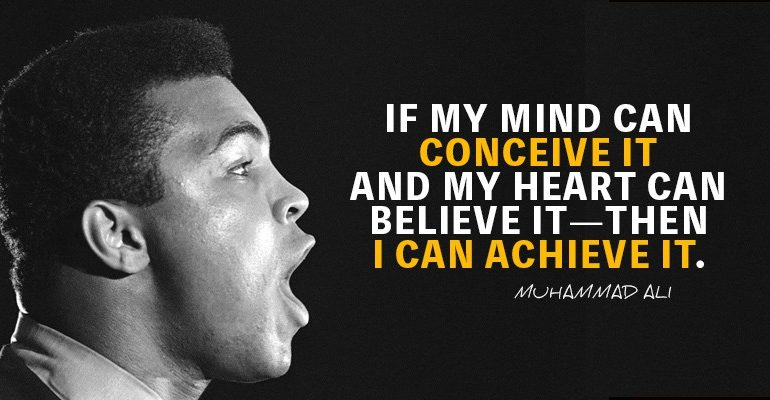 IF MY MIND CAN
CONCEIVE IT
AND MY HEART CAN
BELIEVE IT—THEN
I CAN ACHIEVE IT.
MUHAMMAD ALI